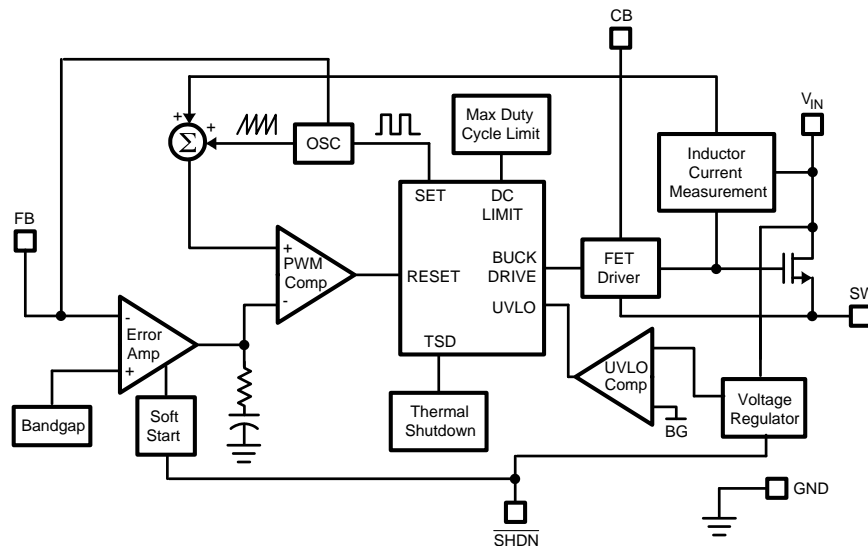 CB
V_IN
Max Duty
Cycle Limit
+
+
Σ
OSC
Inductor
Current
Measurement
SET
DC
LIMIT
FB
+
PWM
Comp
-
RESET
BUCK
DRIVE
UVLO
TSD
FET
Driver
SW
-
Error
Amp
+
UVLO
Comp
BG
Voltage
Regulator
Bandgap
Soft
Start
Thermal
Shutdown
GND
SHDN